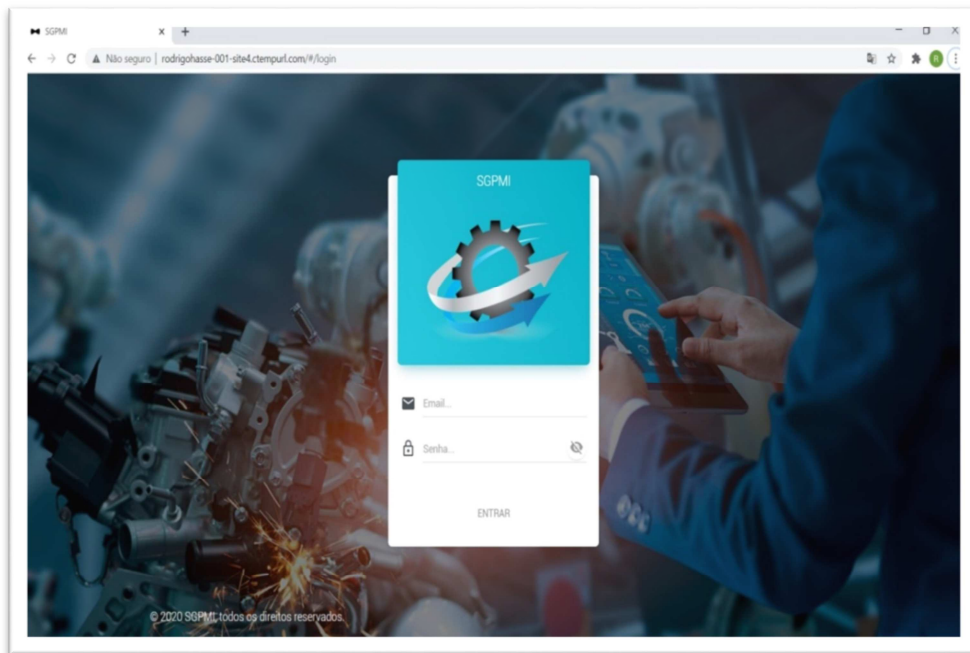 SGPMI
Não seguro | rodrigohasse-001-site4.ctempurl.com/#/login
R
SGPMI
Email...
Senha...
ENTRAR
© 2020 SGPMI, todos os direitos reservados.